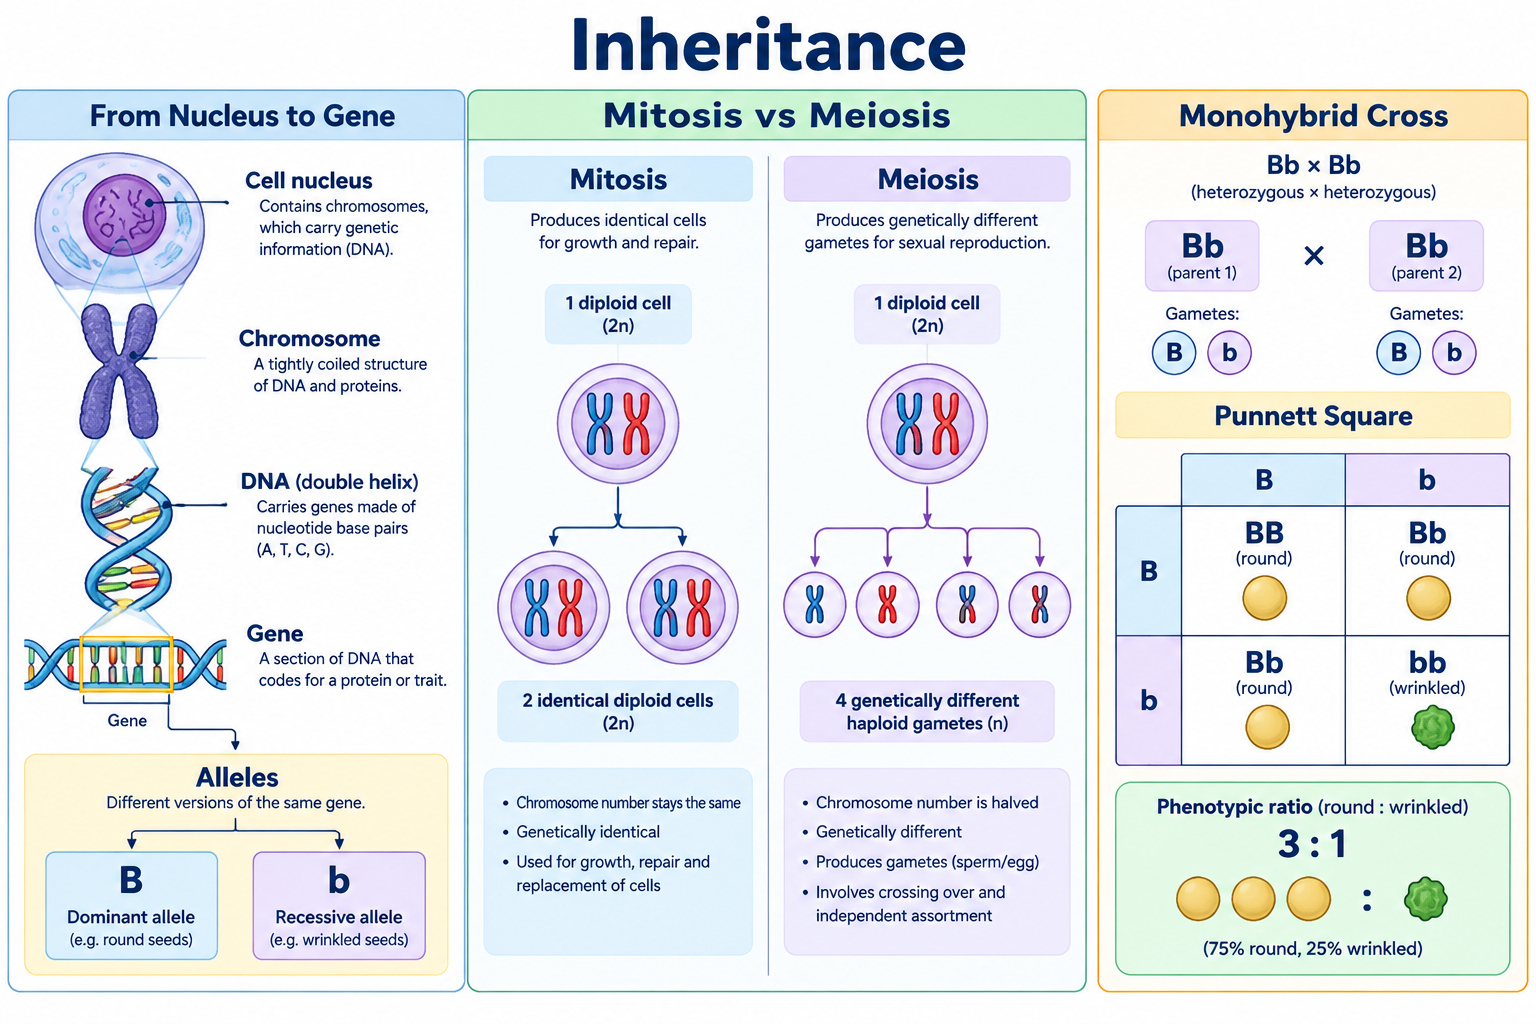 Inheritance
From Nucleus to Gene
Cell nucleus
Contains chromosomes,
which carry genetic
information (DNA).
Chromosome
A tightly coiled structure
of DNA and proteins.
DNA (double helix)
Carries genes made of
nucleotide base pairs
(A, T, C, G).
Gene
A section of DNA that
codes for a protein or trait.
Gene
Alleles
Different versions of the same gene.
B
Dominant allele
(e.g. round seeds)
b
Recessive allele
(e.g. wrinkled seeds)
Mitosis vs Meiosis
Mitosis
Produces identical cells
for growth and repair.
1 diploid cell
(2n)
2 identical diploid cells
(2n)
• Chromosome number stays the same
• Genetically identical
• Used for growth, repair and
replacement of cells
Meiosis
Produces genetically different
gametes for sexual reproduction.
1 diploid cell
(2n)
4 genetically different
haploid gametes (n)
• Chromosome number is halved
• Genetically different
• Produces gametes (sperm/egg)
• Involves crossing over and
independent assortment
Monohybrid Cross
Bb × Bb
(heterozygous × heterozygous)
Bb × Bb
(parent 1) (parent 2)
Gametes: Gametes:
B b B b
Punnett Square
B b
B BB Bb
(round) (round)
b Bb bb
(round) (wrinkled)
Phenotypic ratio (round : wrinkled)
3 : 1
:
(75% round, 25% wrinkled)